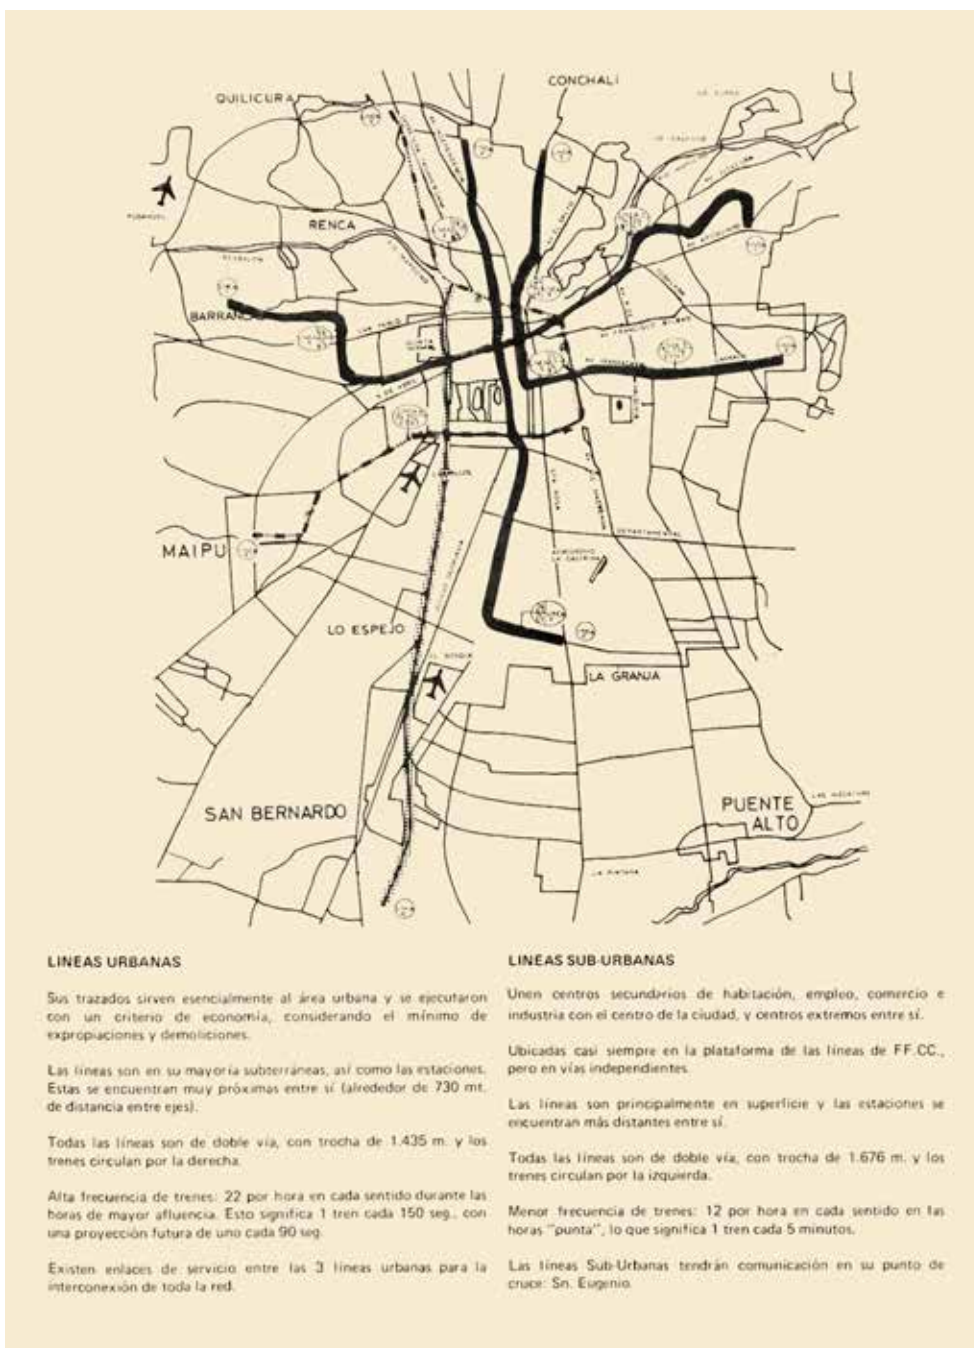 CONCHALI
QUILICURA
RENCA
MAIPU
LO ESPEJO
LA GRANJA
SAN BERNARDO
PUENTE
ALTO
LINEAS URBANAS
Sus trazados sirven esencialmente al área urbana y se ejecutaron
con un criterio de economía, considerando el mínimo de
expropiaciones y demoliciones.
Las líneas son en su mayoría subterráneas, así como las estaciones.
Estas se encuentran muy próximas entre sí (alrededor de 730 mt.
de distancia entre ejes).
Todas las líneas son de doble vía, con trocha de 1.435 m. y los
trenes circulan por la derecha.
Alta frecuencia de trenes: 22 por hora en cada sentido durante las
horas de mayor afluencia. Esto significa 1 tren cada 150 seg., con
una proyección futura de uno cada 90 seg.
Existen enlaces de servicio entre las 3 líneas urbanas para la
interconexión de toda la red.
LINEAS SUB-URBANAS
Unen centros secundarios de habitación, empleo, comercio e
industria con el centro de la ciudad, y centros extremos entre sí.
Ubicadas casi siempre en la plataforma de las líneas de FF.CC.,
pero en vías independientes.
Las líneas son principalmente en superficie y las estaciones se
encuentran más distantes entre sí.
Todas las líneas son de doble vía, con trocha de 1.676 m. y los
trenes circulan por la izquierda.
Menor frecuencia de trenes: 12 por hora en cada sentido en las
horas "punta", lo que significa 1 tren cada 5 minutos.
Las líneas Sub-Urbanas tendrán comunicación en su punto de
cruce: Sn. Eugenio.